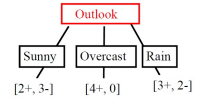 Outlook
Sunny Overcast Rain
[2+, 3-] [4+, 0] [3+, 2-]